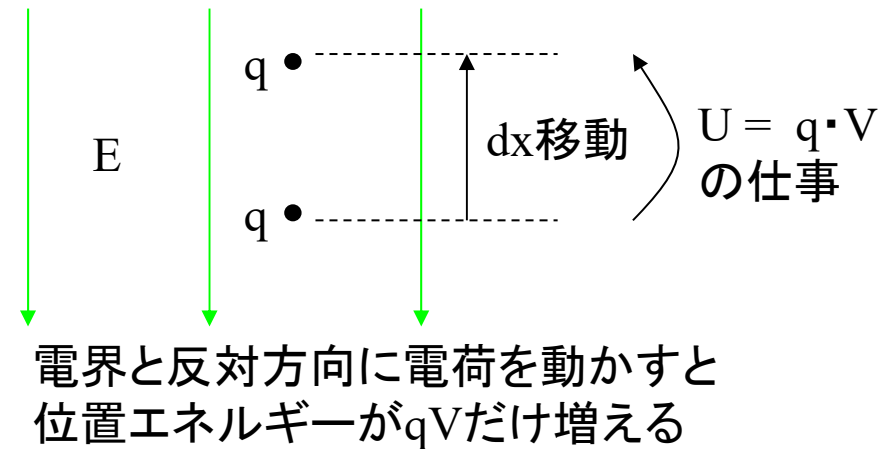 q
dx移動
U = q・V
の仕事
E
q
電界と反対方向に電荷を動かすと
位置エネルギーがqVだけ増える